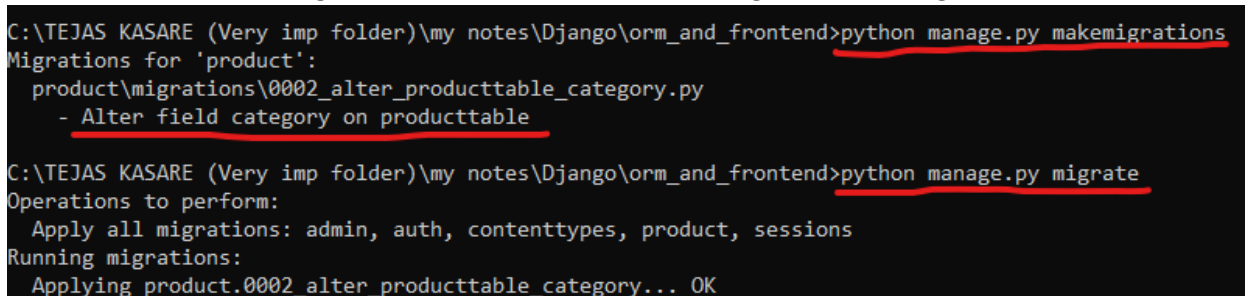 C:\TEJAS KASARE (Very imp folder)\my notes\Django\orm_and_frontend>python manage.py makemigrations
Migrations for 'product':
  product\migrations\0002_alter_producttable_category.py
    - Alter field category on producttable
C:\TEJAS KASARE (Very imp folder)\my notes\Django\orm_and_frontend>python manage.py migrate
Operations to perform:
  Apply all migrations: admin, auth, contenttypes, product, sessions
Running migrations:
  Applying product.0002_alter_producttable_category... OK